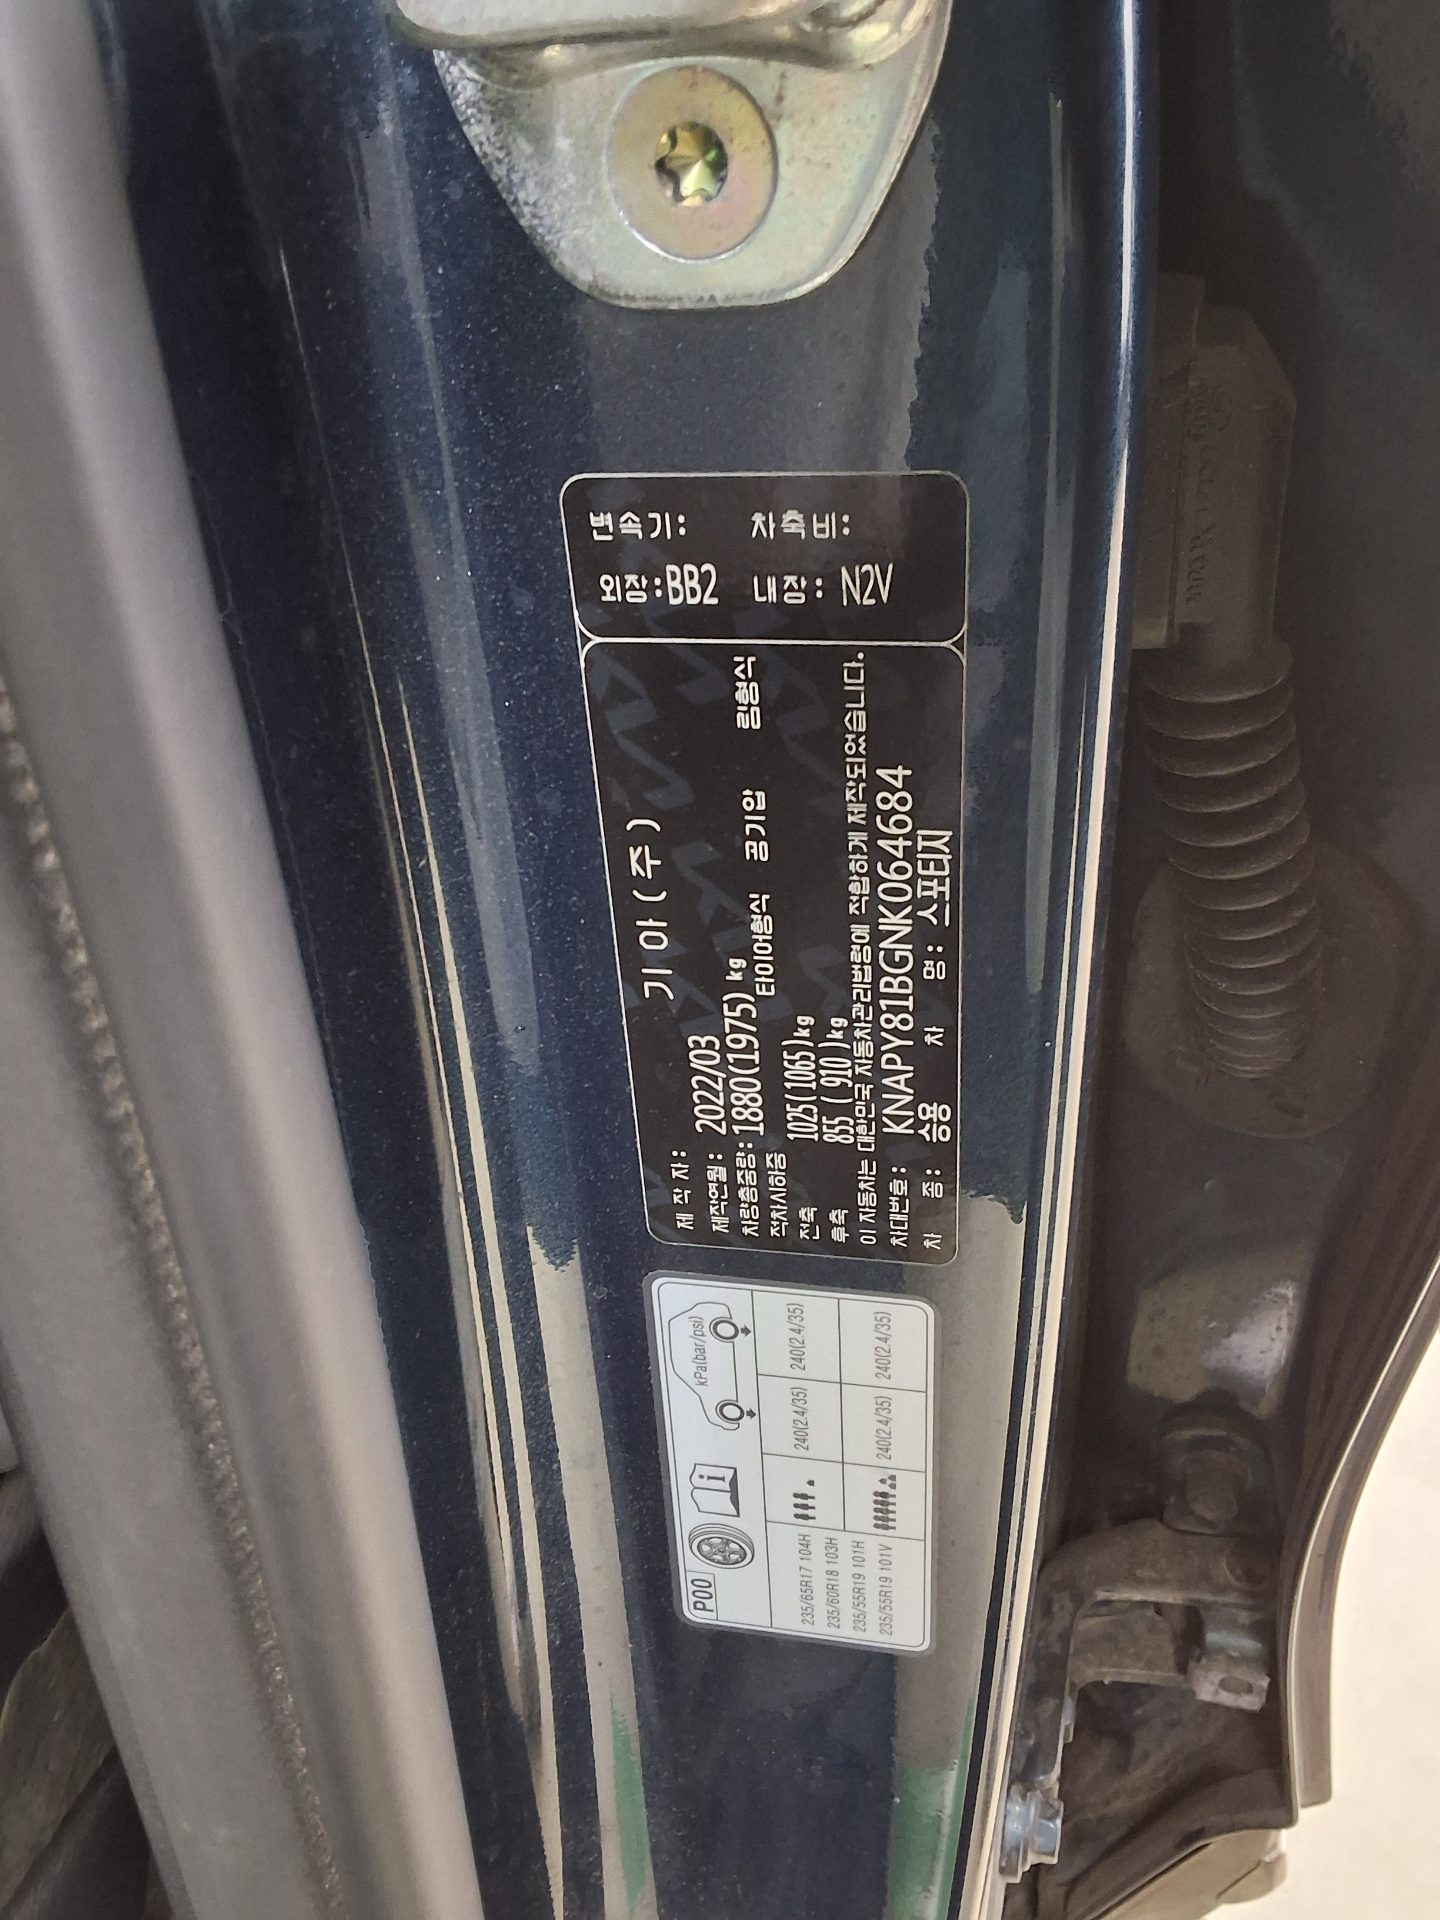 변속기: 차축비:
외장:BB2 내장: N2V
제 작 자: 기아(주)
제작연월: 2022/03
차량총중량: 1880(1975) kg
적차시하중 타이어형식 공기압 림형식
전축 1025(1065)kg
후축 855 ( 910 )kg
이 자동차는 대한민국 자동차관리법령에 적합하게 제작되었습니다.
차대번호: KNAPY81BGNK064684
차 종: 승용 차 명: 스포티지
P00 kPa(bar/psi)
235/65R17 104H
235/60R18 103H
240(2.4/35) 240(2.4/35)
235/55R19 101H
235/55R19 101V
240(2.4/35) 240(2.4/35)